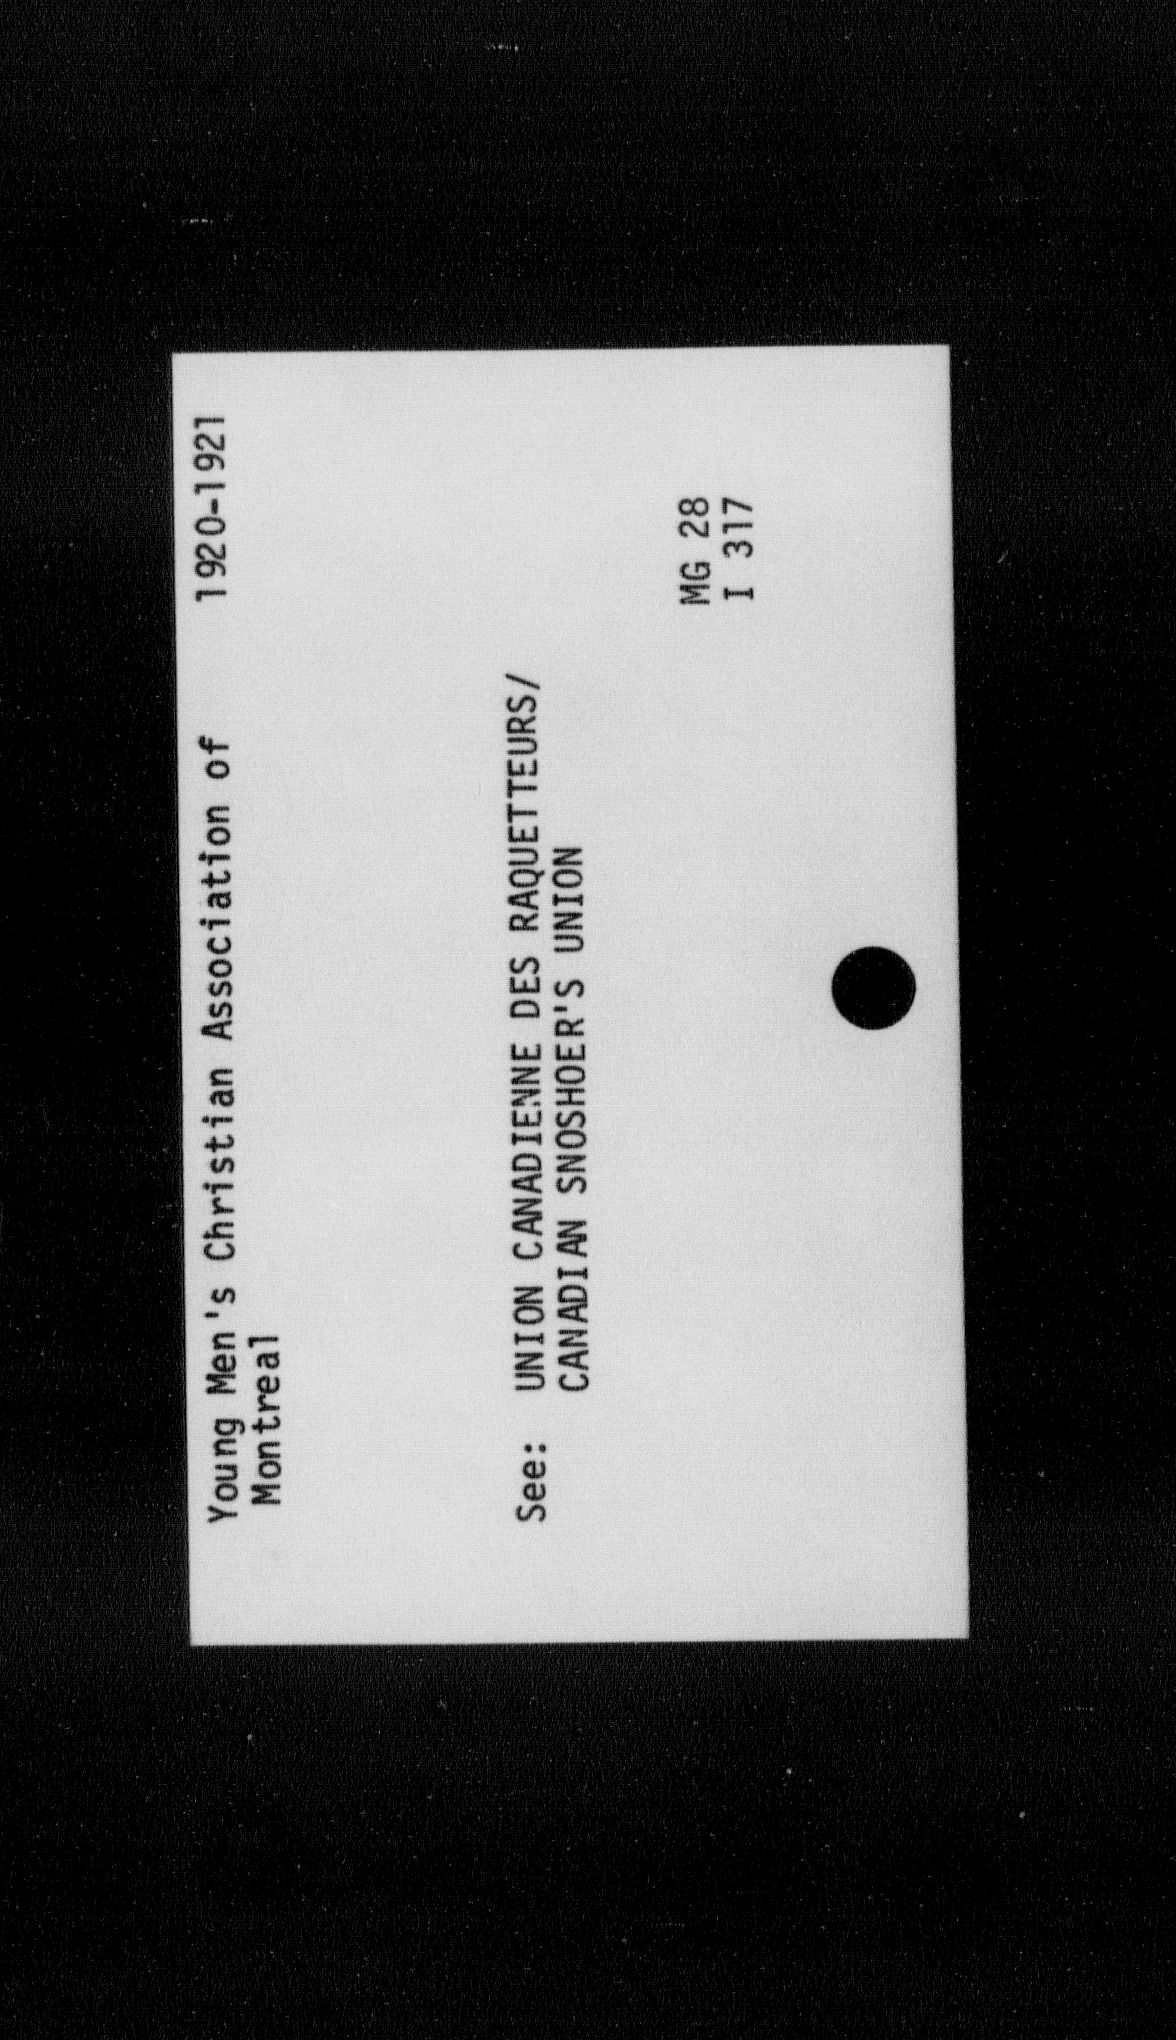 Young Men's Christian Association of 1920-1921
Montreal
See: UNION CANADIENNE DES RAQUETTEURS/
CANADIAN SNOSHOER'S UNION
MG 28
I 317